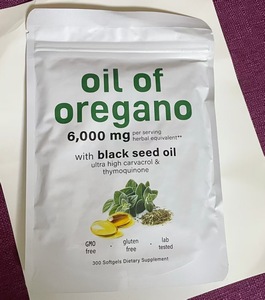 oil of
oregano
6,000 mg per serving
herbal equivalent**
with black seed oil
ultra high carvacrol &
thymoquinone
GMO free · gluten free · lab tested
300 Softgels Dietary Supplement